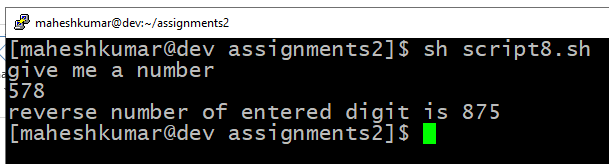 maheshkumar@dev:~/assignments2
[maheshkumar@dev assignments2]$ sh script8.sh
give me a number
578
reverse number of entered digit is 875
[maheshkumar@dev assignments2]$